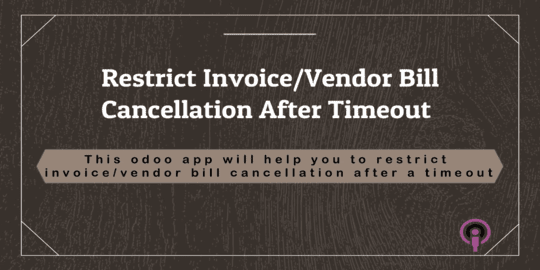 Restrict Invoice/Vendor Bill
Cancellation After Timeout
This odoo app will help you to restrict
invoice/vendor bill cancellation after a timeout